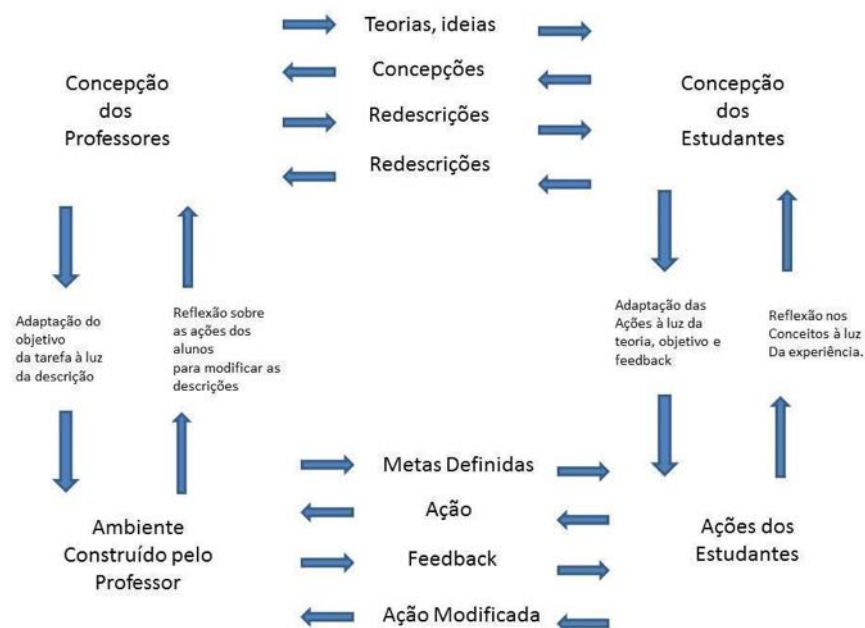 Teorias, ideias
Concepções
Redescrições
Redescrições
Concepção
dos
Professores
Concepção
dos
Estudantes
Adaptação do
objetivo
da tarefa à luz
da descrição
Reflexão sobre
as ações dos
alunos
para modificar as
descrições
Adaptação das
Ações à luz da
teoria, objetivo e
feedback
Reflexão nos
Conceitos à luz
Da experiência.
Ambiente
Construído pelo
Professor
Metas Definidas
Ação
Feedback
Ação Modificada
Ações dos
Estudantes